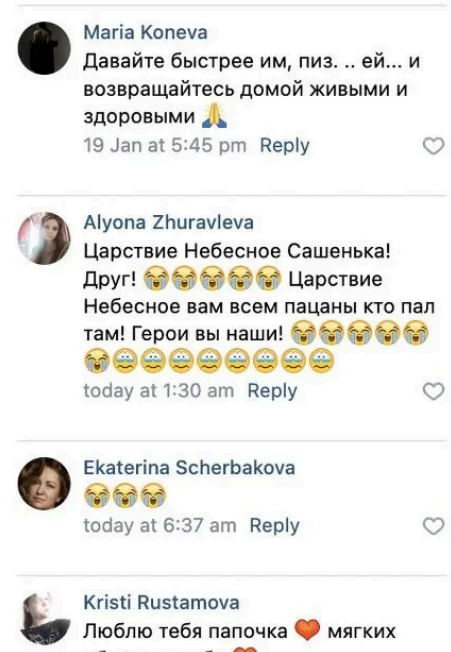 Maria Koneva
Давайте быстрее им, пиз. .. ей... и
возвращайтесь домой живыми и
здоровыми 🙏
19 Jan at 5:45 pm Reply
Alyona Zhuravleva
Царствие Небесное Сашенька!
Друг! 😭😭😭😭😭 Царствие
Небесное вам всем пацаны кто пал
там! Герои вы наши! 😭😭😭😭😭
today at 1:30 am Reply
Ekaterina Scherbakova
😭😭😭
today at 6:37 am Reply
Kristi Rustamova
Люблю тебя папочка ❤️ мягких